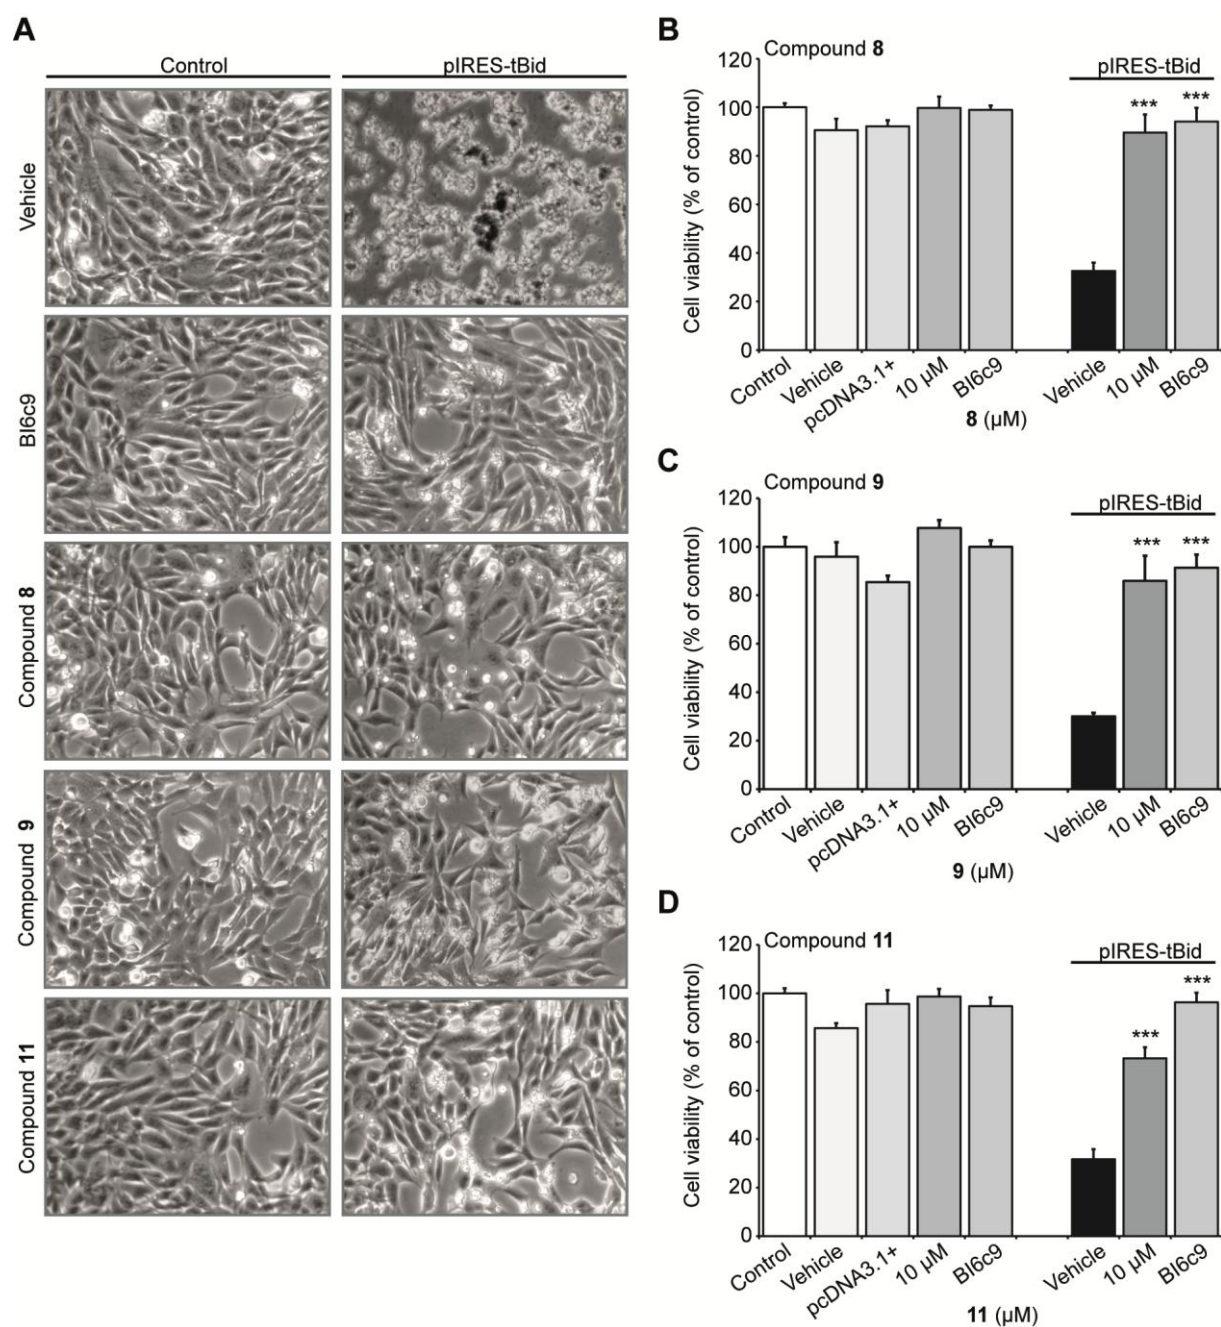 A
Control
pIRES-tBid
Vehicle
BI6c9
Compound 8
Compound 9
Compound 11
B
Compound 8
pIRES-tBid
Cell viability (% of control)
120
100
80
60
40
20
0
***
***
Control
Vehicle
pcDNA3.1+
10 µM
BI6c9
Vehicle
10 µM
BI6c9
8 (µM)
C
Compound 9
pIRES-tBid
Cell viability (% of control)
120
100
80
60
40
20
0
***
***
Control
Vehicle
pcDNA3.1+
10 µM
BI6c9
Vehicle
10 µM
BI6c9
9 (µM)
D
Compound 11
pIRES-tBid
Cell viability (% of control)
120
100
80
60
40
20
0
***
***
Control
Vehicle
pcDNA3.1+
10 µM
BI6c9
Vehicle
10 µM
BI6c9
11 (µM)